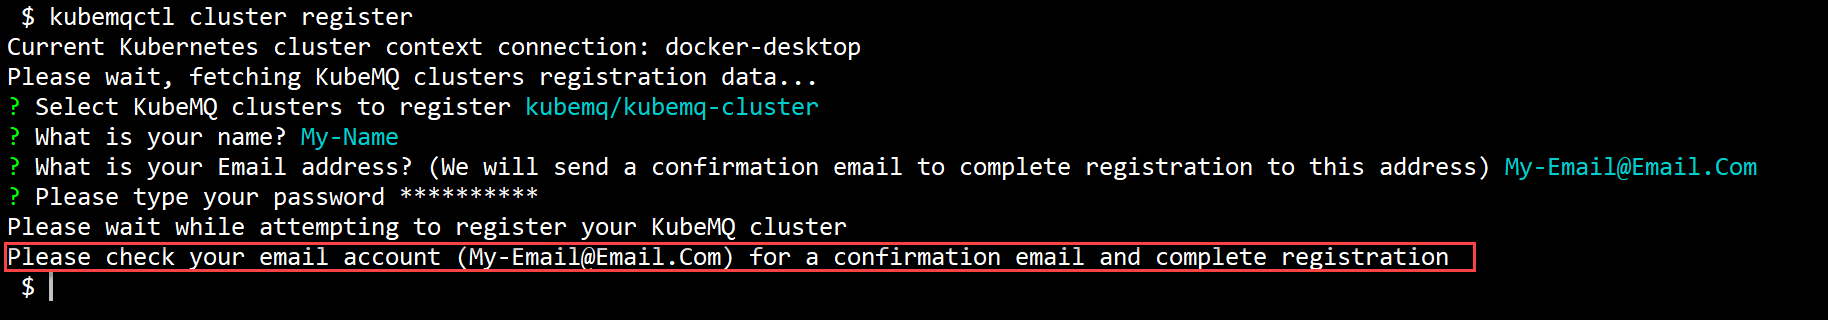 $ kubemqctl cluster register
Current Kubernetes cluster context connection: docker-desktop
Please wait, fetching KubeMQ clusters registration data...
? Select KubeMQ clusters to register kubemq/kubemq-cluster
? What is your name? My-Name
? What is your Email address? (We will send a confirmation email to complete registration to this address) My-Email@Email.Com
? Please type your password **********
Please wait while attempting to register your KubeMQ cluster
Please check your email account (My-Email@Email.Com) for a confirmation email and complete registration
$